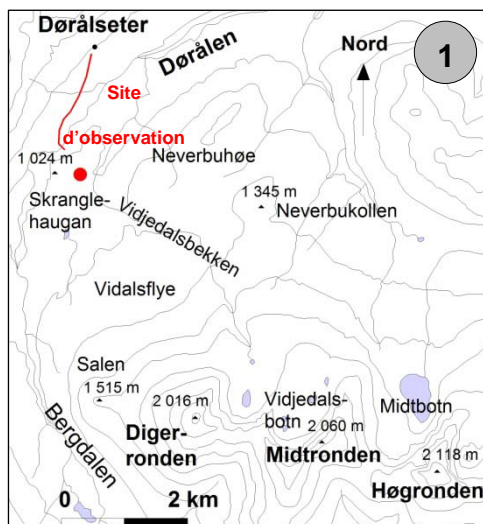 1
Dørålseter
Dørålen
Nord
Site
d'observation
1 024 m
Neverbuhøe
Skrangle-
haugan
1 345 m
Neverbukollen
Vidjedalsbekken
Vidalsflye
Salen
1 515 m
2 016 m
Diger-
ronden
Vidjedals-
botn
2 060 m
Midtronden
Midtbotn
2 118 m
Høgronden
Bergdalen
0 2 km